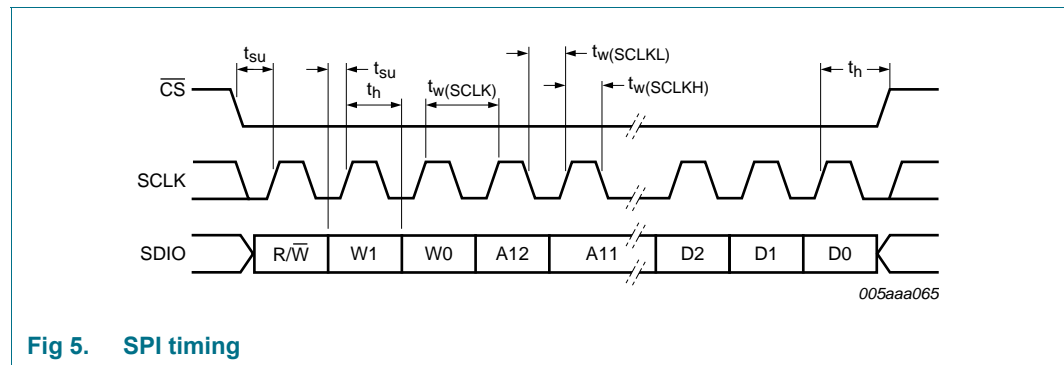 tsu tw(SCLKL)
tsu th
CS th tw(SCLK) tw(SCLKH)
SCLK
SDIO R/W W1 W0 A12 A11 D2 D1 D0
005aaa065
Fig 5. SPI timing